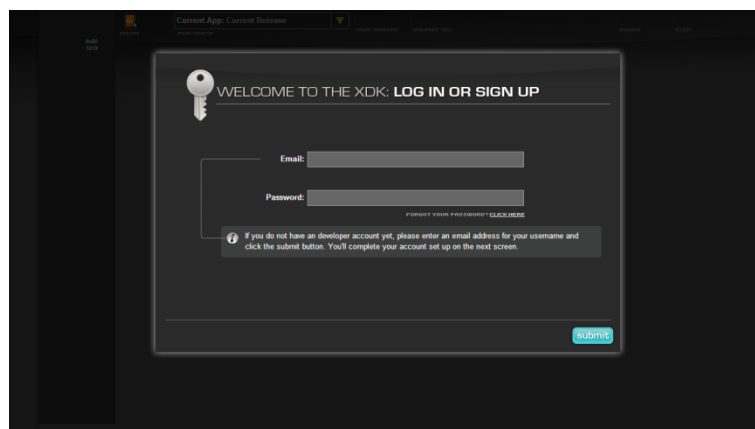 Current App: Current Release
WELCOME TO THE XDK: LOG IN OR SIGN UP
Email:
Password:
FORGOT YOUR PASSWORD? CLICK HERE
If you do not have an developer account yet, please enter an email address for your username and
click the submit button. You'll complete your account set up on the next screen.
submit